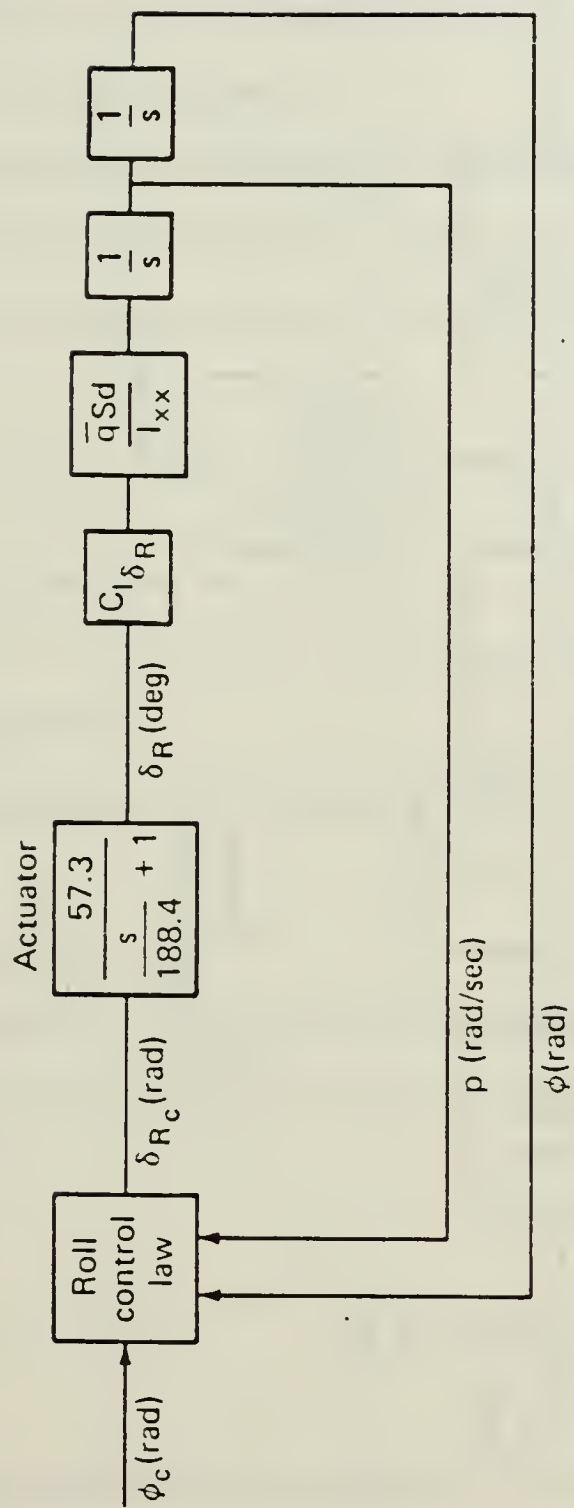 ϕc(rad)
Roll
control
law
δRc(rad)
Actuator
57.3
s
188.4
+ 1
δR(deg)
ClδR
q̄Sd
Ixx
1
s
1
s
p (rad/sec)
ϕ(rad)